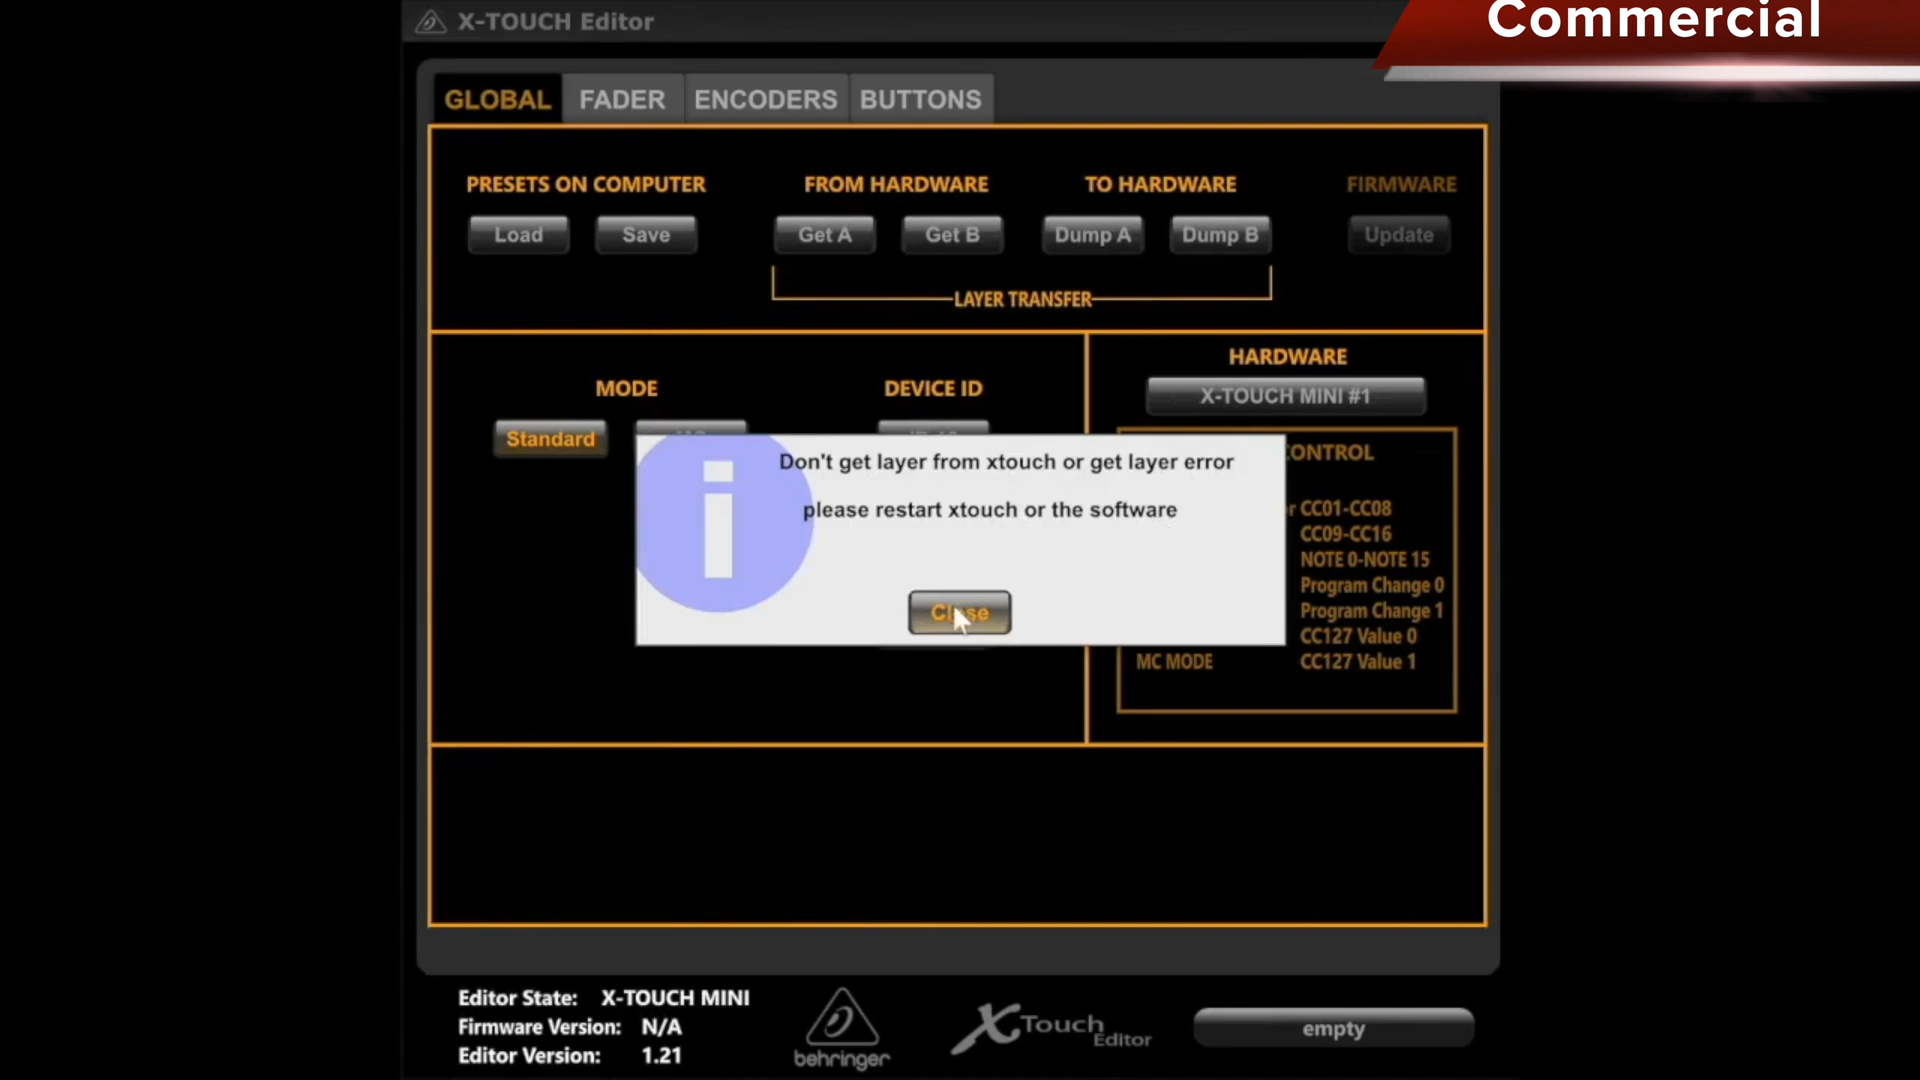 X-TOUCH Editor
Commercial
GLOBAL FADER ENCODERS BUTTONS
PRESETS ON COMPUTER FROM HARDWARE TO HARDWARE FIRMWARE
Load Save Get A Get B Dump A Dump B Update
LAYER TRANSFER
MODE DEVICE ID HARDWARE
X-TOUCH MINI #1
Standard
Don't get layer from xtouch or get layer error
please restart xtouch or the software
Close
CC01-CC08
CC09-CC16
NOTE 0-NOTE 15
Program Change 0
Program Change 1
CC127 Value 0
MC MODE CC127 Value 1
Editor State: X-TOUCH MINI
Firmware Version: N/A
Editor Version: 1.21
behringer
X Touch Editor
empty